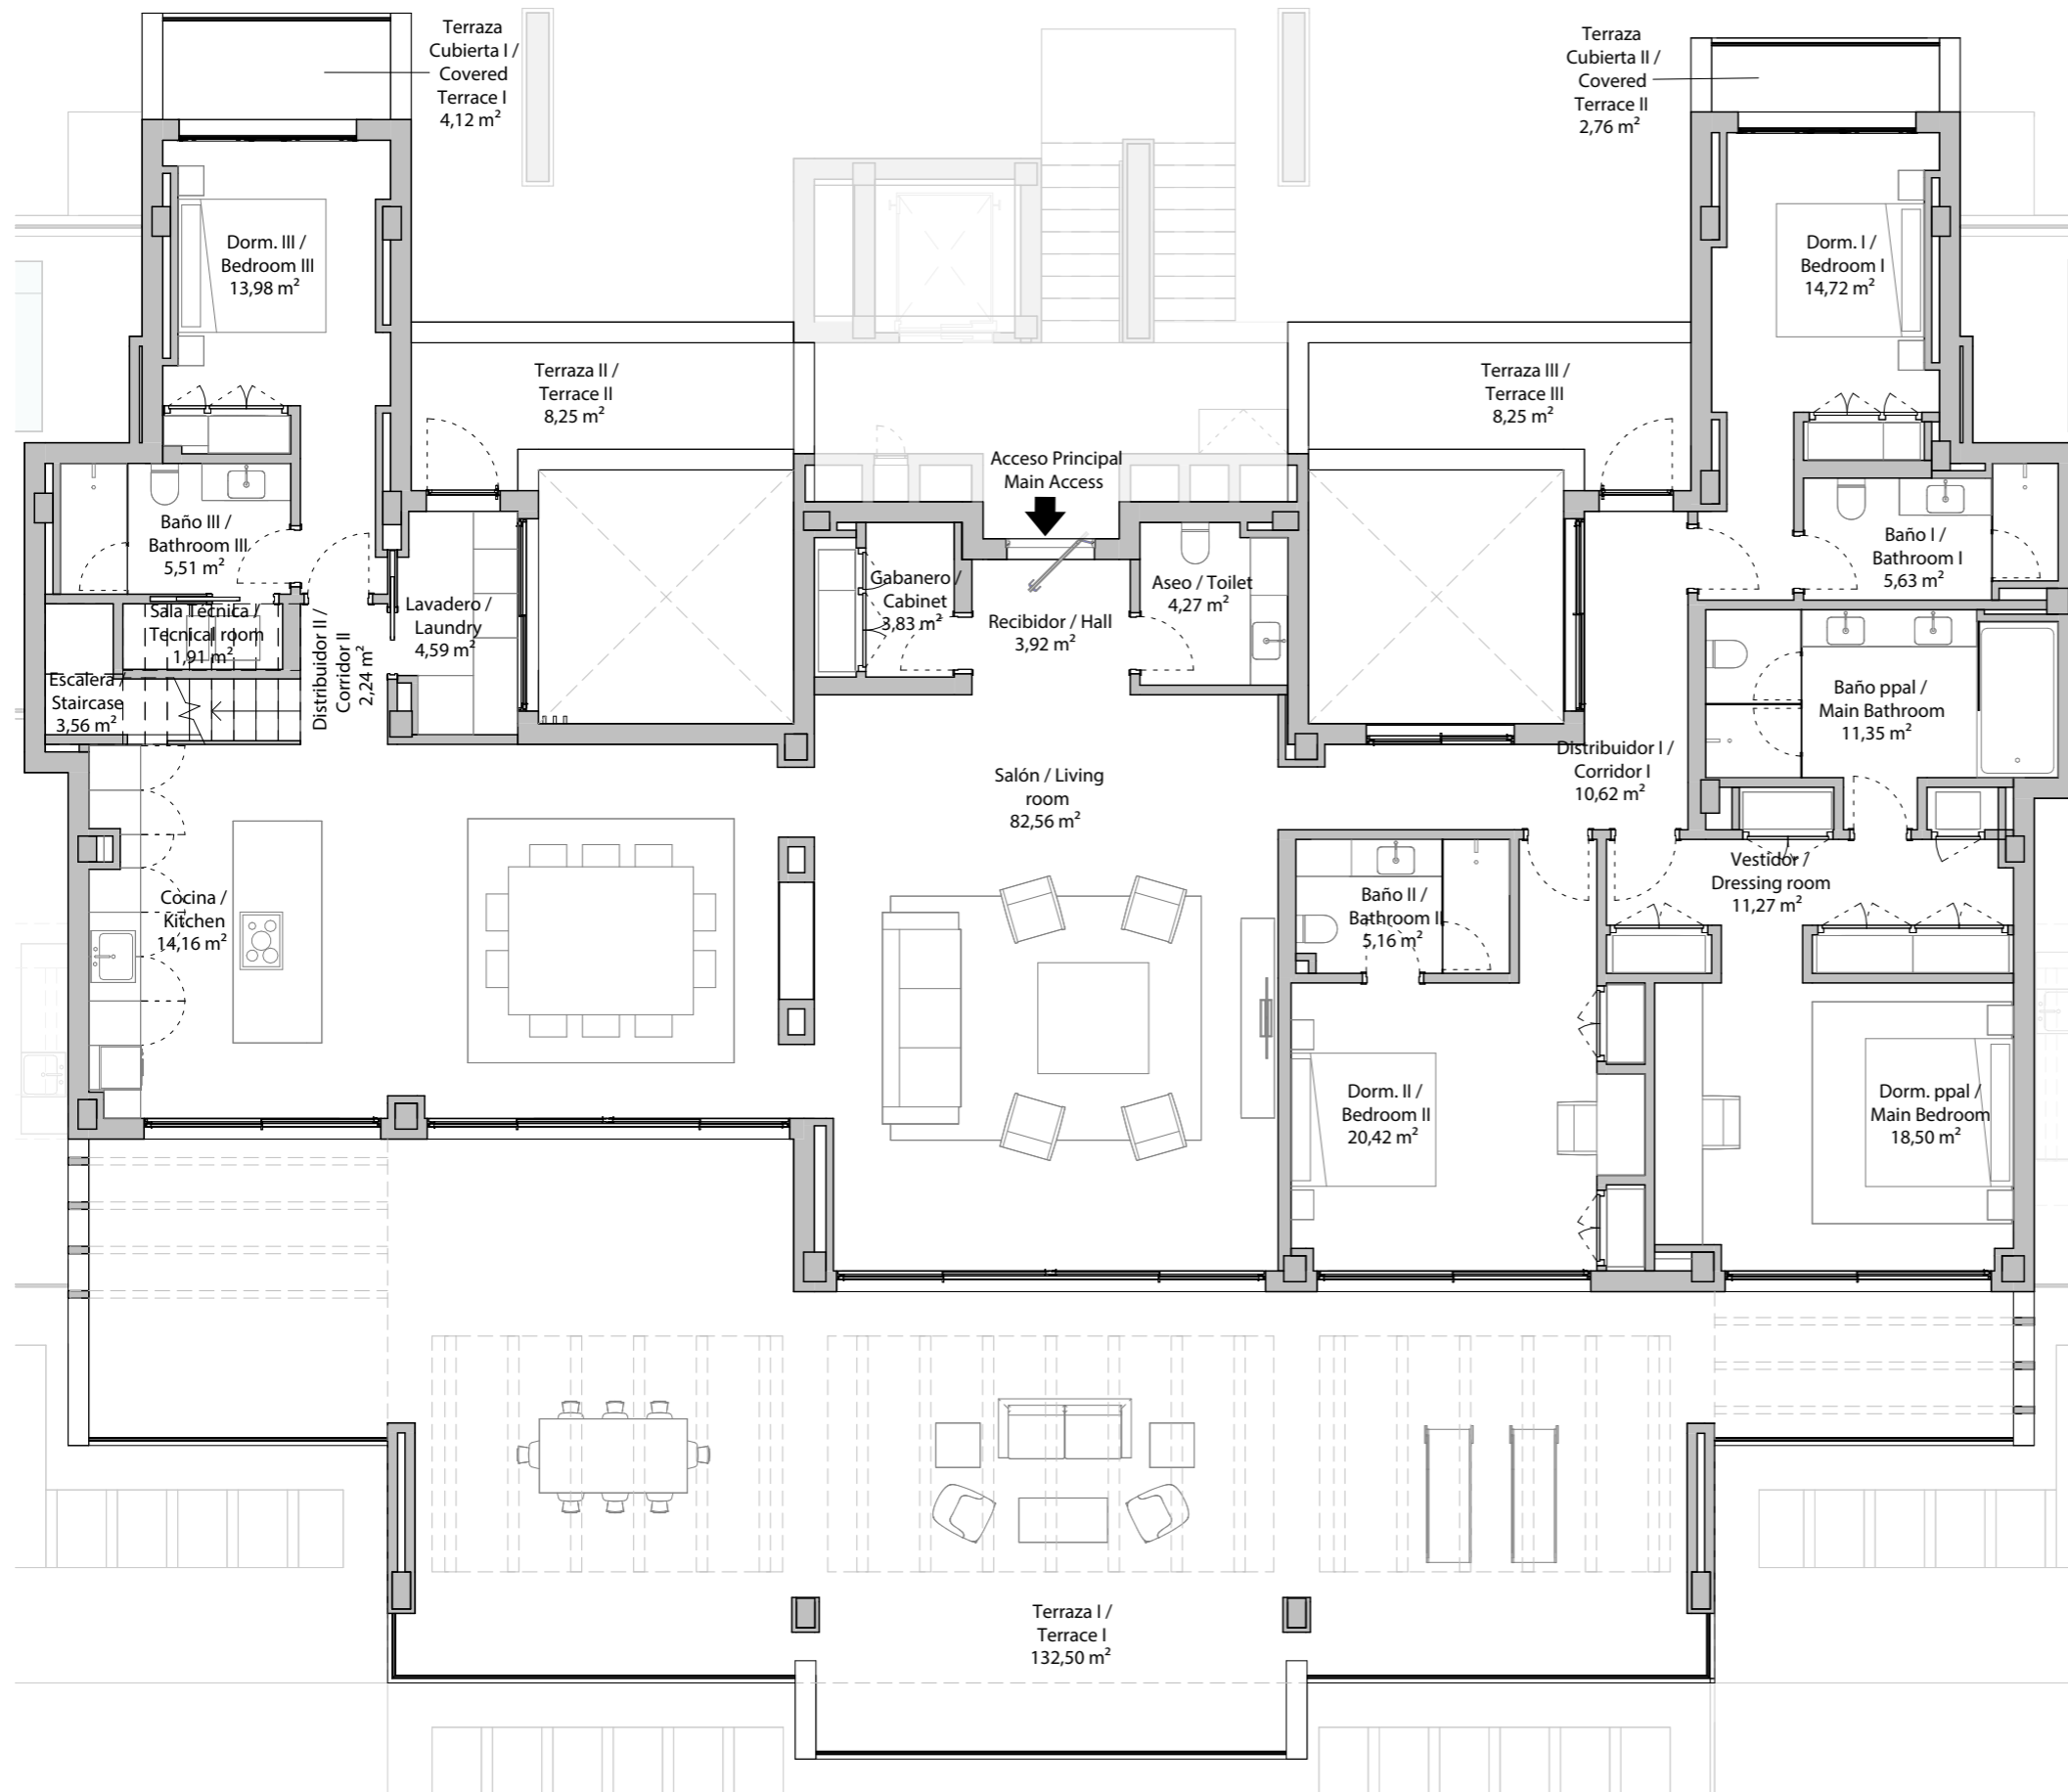 Terraza
Cubierta I /
Covered
Terrace I
4,12 m²
Terraza
Cubierta II /
Covered
Terrace II
2,76 m²
Dorm. III /
Bedroom III
13,98 m²
Dorm. I /
Bedroom I
14,72 m²
Terraza II /
Terrace II
8,25 m²
Terraza III /
Terrace III
8,25 m²
Acceso Principal
Main Access
Baño III /
Bathroom III
5,51 m²
Baño I /
Bathroom I
5,63 m²
Sala Técnica /
Tecnical room
1,91 m²
Distribuidor II /
Corridor II
2,24 m²
Lavadero /
Laundry
4,59 m²
Gabanero /
Cabinet
3,83 m²
Recibidor / Hall
3,92 m²
Aseo / Toilet
4,27 m²
Escalera /
Staircase
3,56 m²
Baño ppal /
Main Bathroom
11,35 m²
Salón / Living
room
82,56 m²
Distribuidor I /
Corridor I
10,62 m²
Vestidor /
Dressing room
11,27 m²
Cocina /
Kitchen
14,16 m²
Baño II /
Bathroom II
5,16 m²
Dorm. II /
Bedroom II
20,42 m²
Dorm. ppal /
Main Bedroom
18,50 m²
Terraza I /
Terrace I
132,50 m²